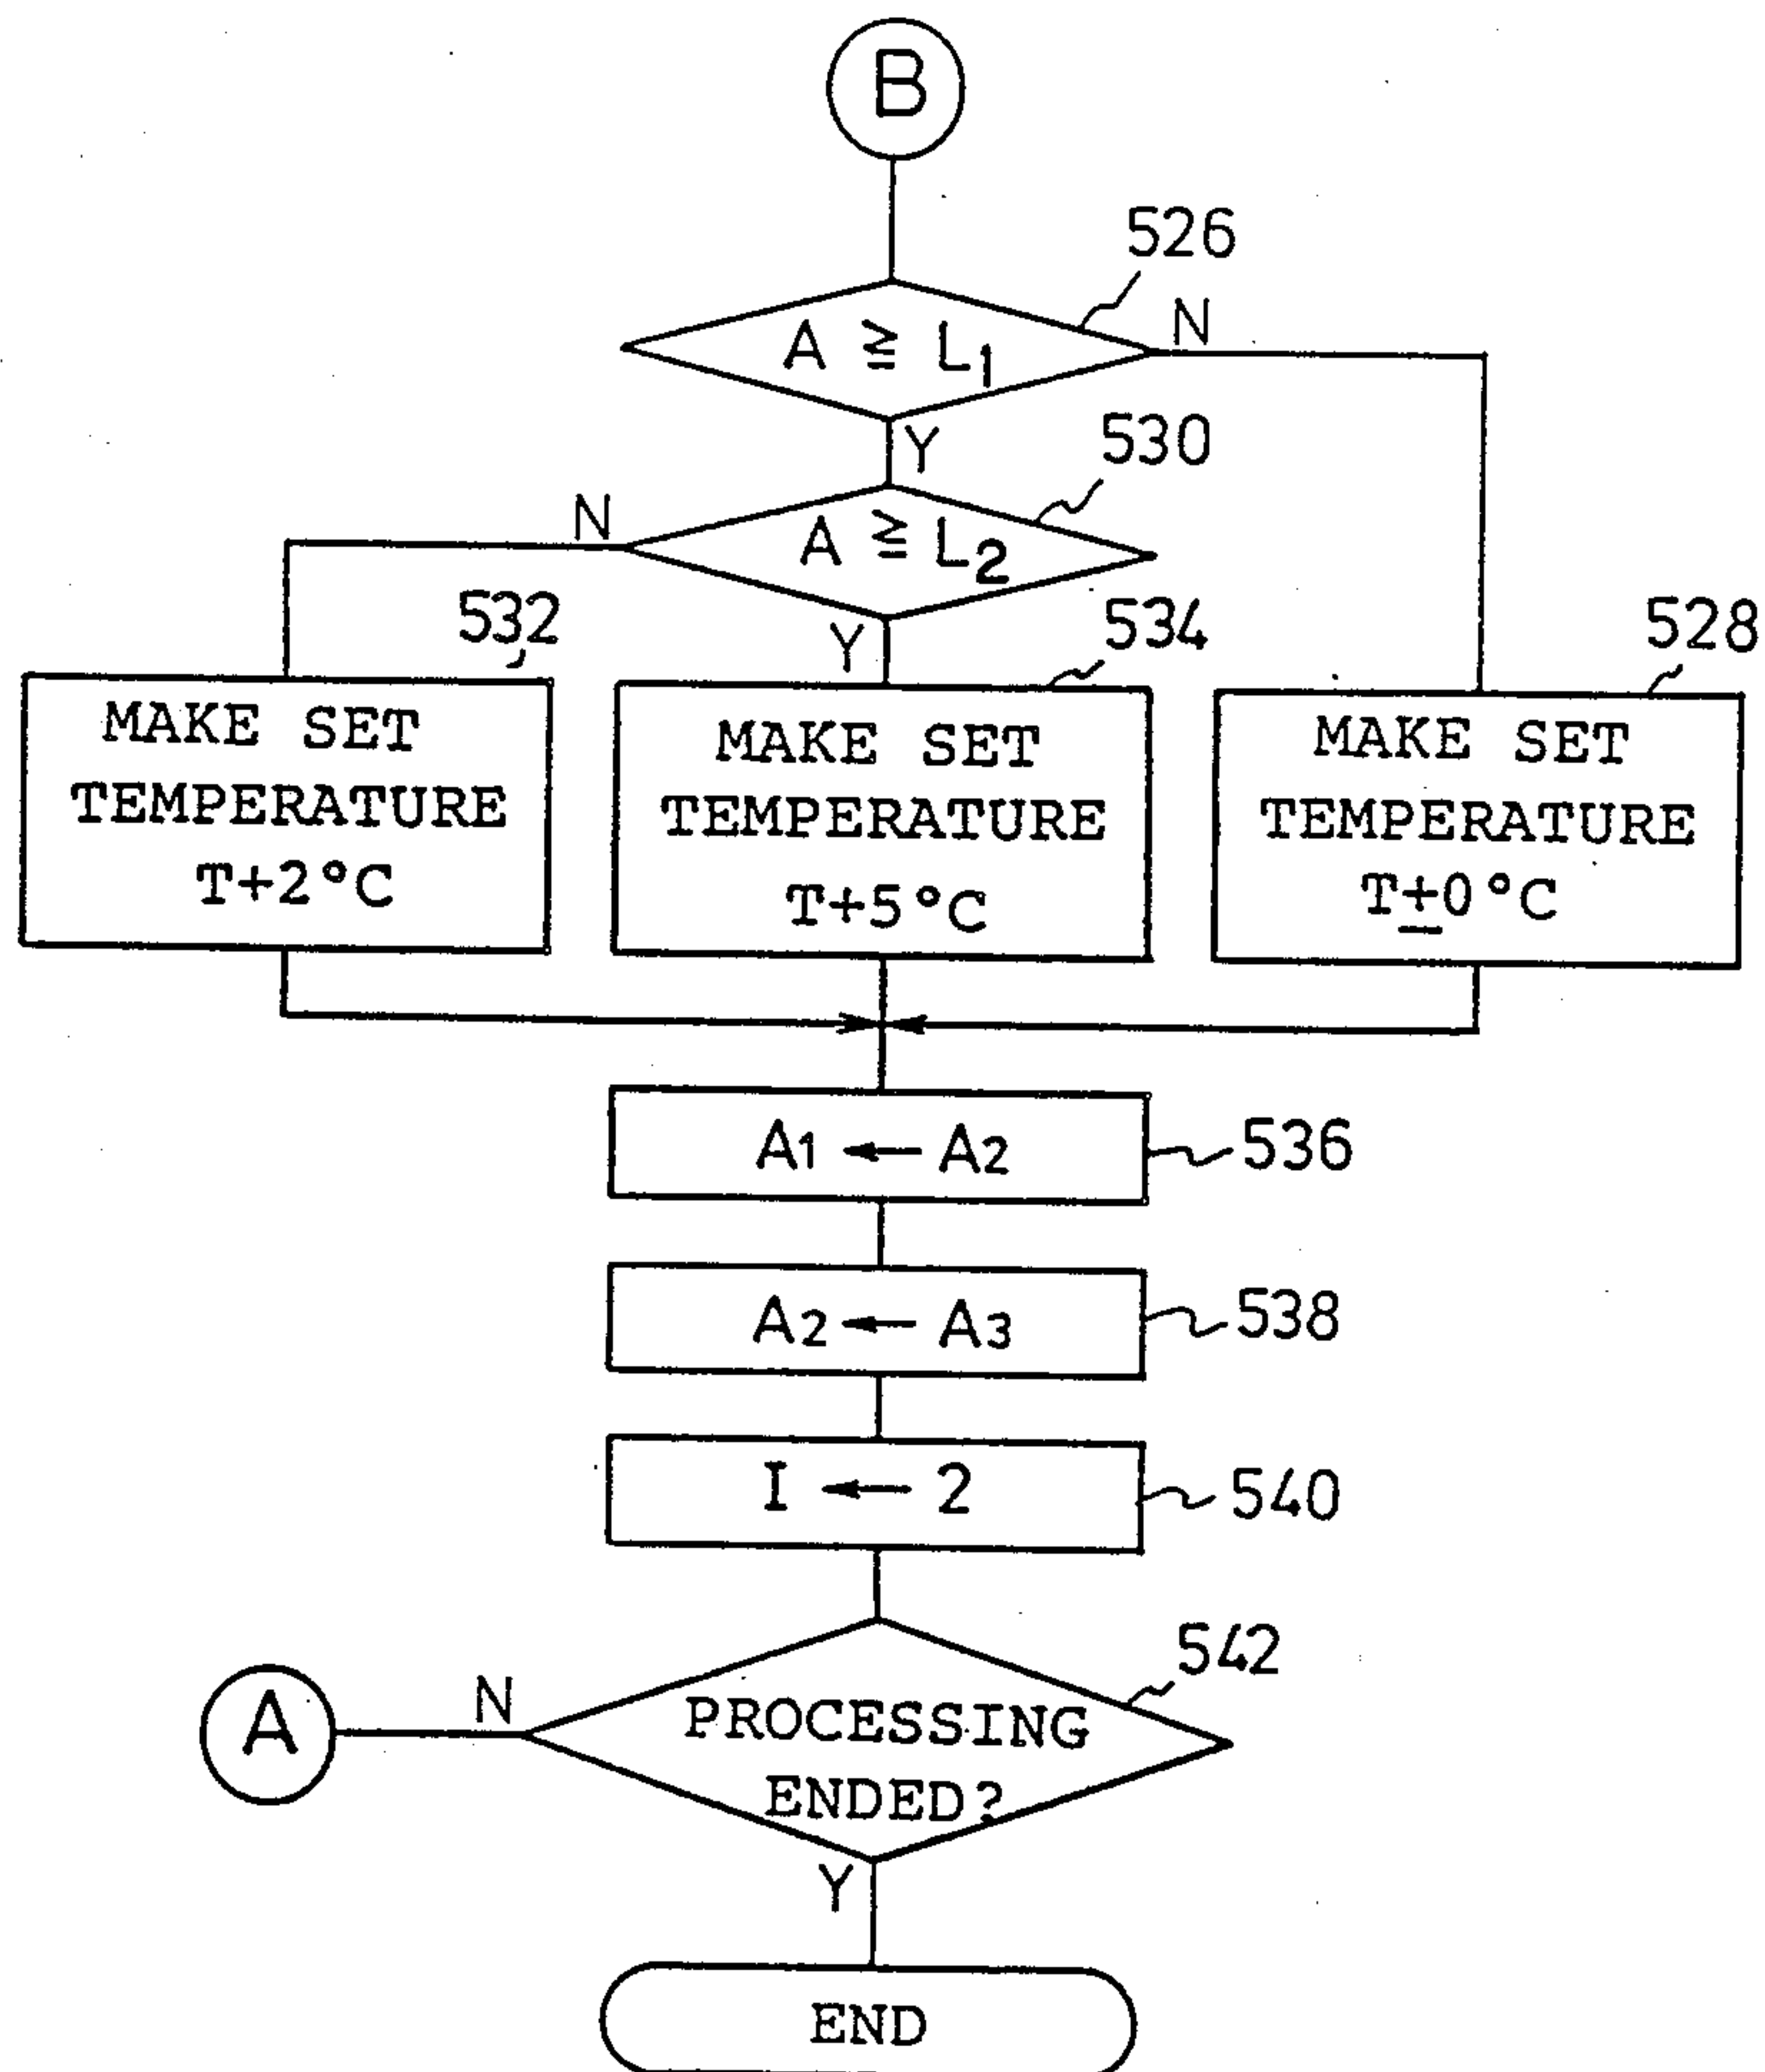 B
526
A ≧ L1
N
Y
530
A ≧ L2
N
532
Y
534
528
MAKE SET
TEMPERATURE
T+2°C
MAKE SET
TEMPERATURE
T+5°C
MAKE SET
TEMPERATURE
T±0°C
A1 ← A2
536
A2 ← A3
538
I ← 2
540
542
A
N
PROCESSING
ENDED?
Y
END